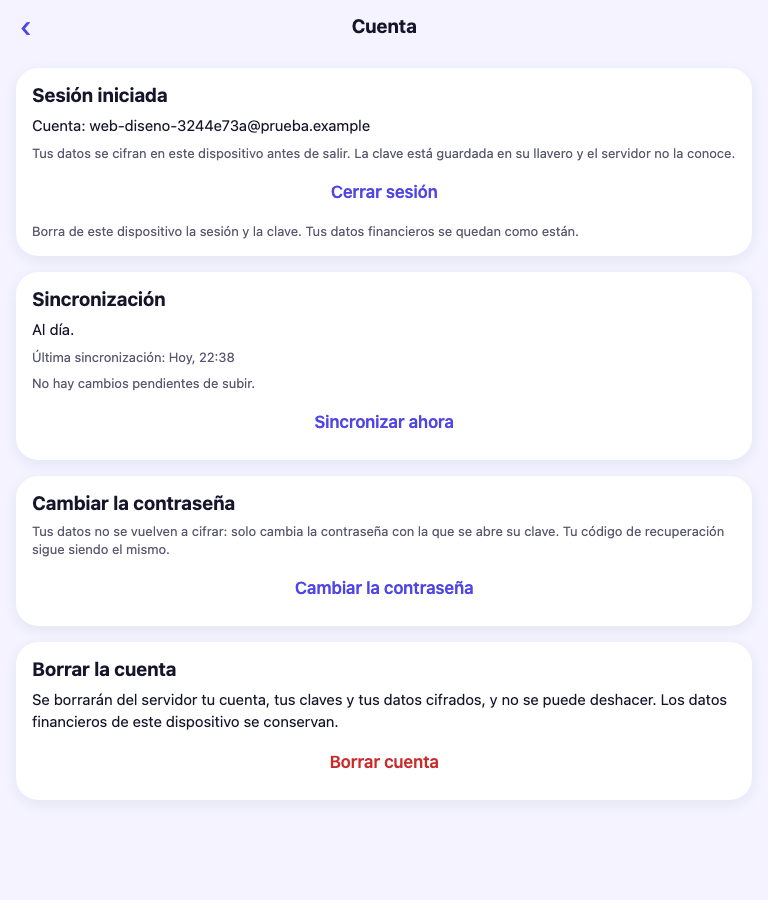 Cuenta
Sesión iniciada
Cuenta: web-diseno-3244e73a@prueba.example
Tus datos se cifran en este dispositivo antes de salir. La clave está guardada en su llavero y el servidor no la conoce.
Cerrar sesión
Borra de este dispositivo la sesión y la clave. Tus datos financieros se quedan como están.
Sincronización
Al día.
Última sincronización: Hoy, 22:38
No hay cambios pendientes de subir.
Sincronizar ahora
Cambiar la contraseña
Tus datos no se vuelven a cifrar: solo cambia la contraseña con la que se abre su clave. Tu código de recuperación
sigue siendo el mismo.
Cambiar la contraseña
Borrar la cuenta
Se borrarán del servidor tu cuenta, tus claves y tus datos cifrados, y no se puede deshacer. Los datos
financieros de este dispositivo se conservan.
Borrar cuenta